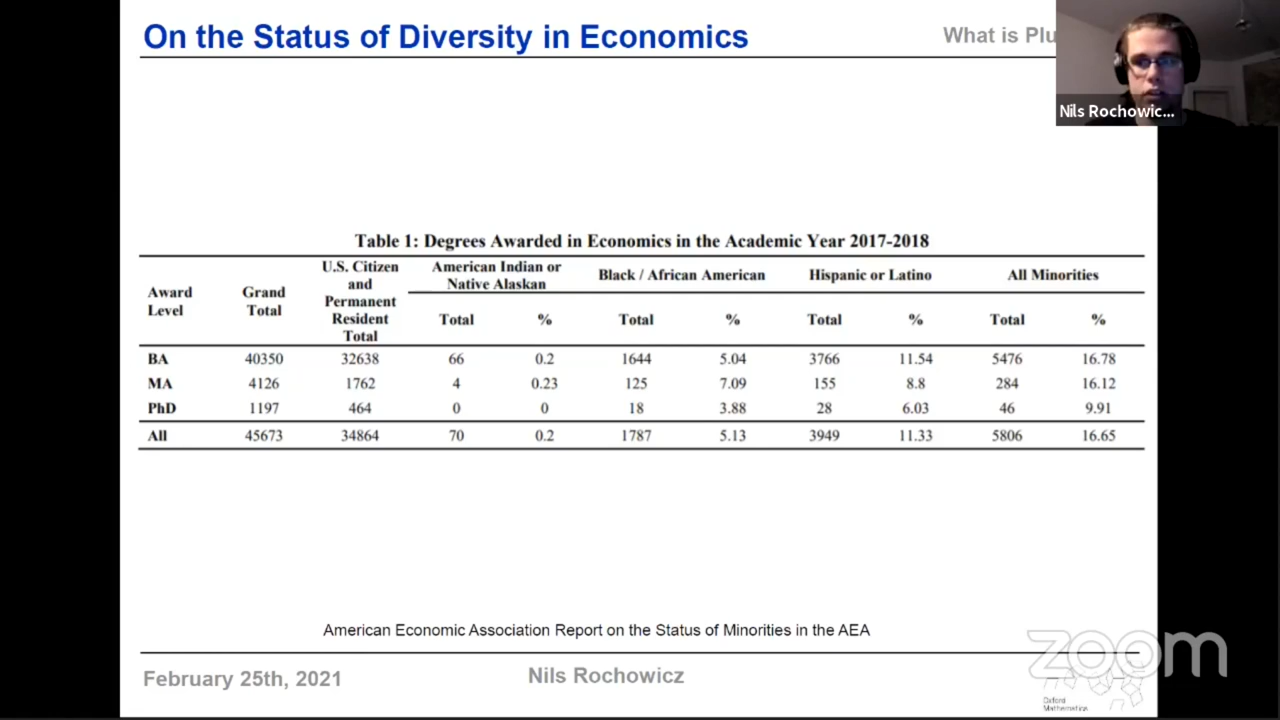 On the Status of Diversity in Economics
What is Plu
Nils Rochowic...
Table 1: Degrees Awarded in Economics in the Academic Year 2017-2018
Award Level Grand Total U.S. Citizen and Permanent Resident Total American Indian or Native Alaskan Black / African American Hispanic or Latino All Minorities
Total % Total % Total % Total %
BA 40350 32638 66 0.2 1644 5.04 3766 11.54 5476 16.78
MA 4126 1762 4 0.23 125 7.09 155 8.8 284 16.12
PhD 1197 464 0 0 18 3.88 28 6.03 46 9.91
All 45673 34864 70 0.2 1787 5.13 3949 11.33 5806 16.65
American Economic Association Report on the Status of Minorities in the AEA
February 25th, 2021
Nils Rochowicz
zoom
Oxford
Mathematics